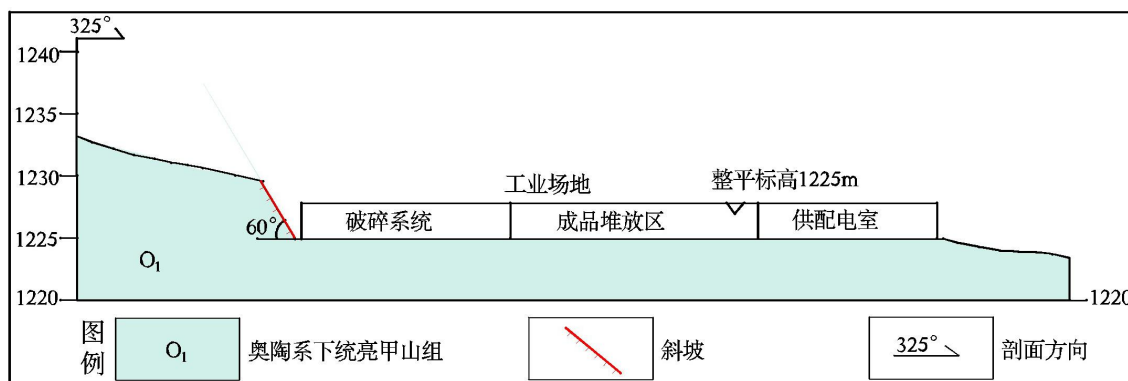 325°
1240
1235
1230
1225
1220
工业场地
整平标高1225m
破碎系统
成品堆放区
供配电室
60°
O₁
1220
图例
O₁
奥陶系下统亮甲山组
斜坡
325°
剖面方向